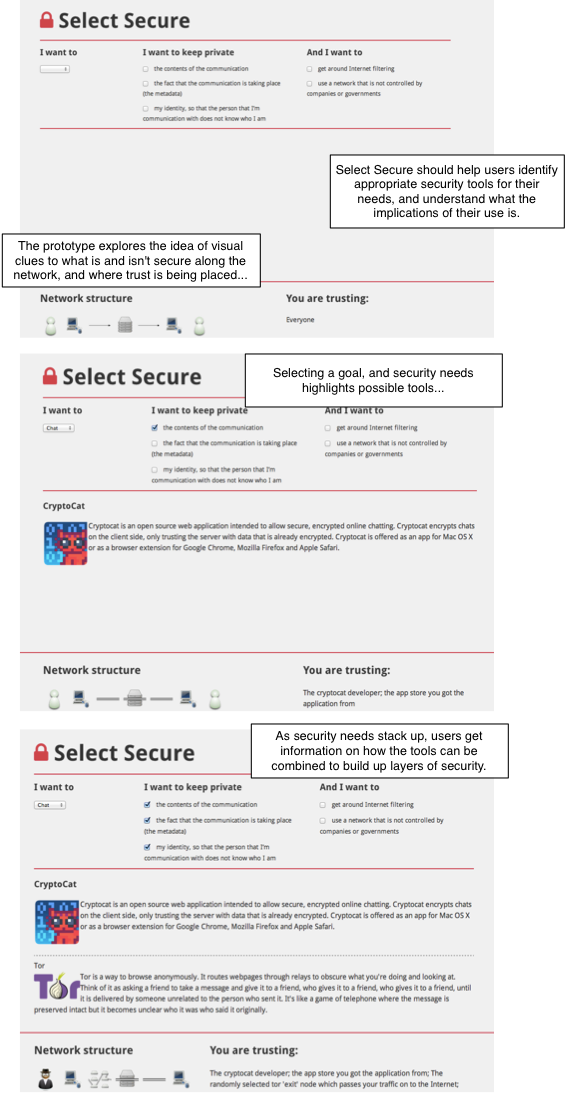 Select Secure
I want to
I want to keep private
And I want to
the contents of the communication
the fact that the communication is taking place
(the metadata)
my identity, so that the person that I'm
communication with does not know who I am
get around Internet filtering
use a network that is not controlled by
companies or governments
Select Secure should help users identify
appropriate security tools for their
needs, and understand what the
implications of their use is.
The prototype explores the idea of visual
clues to what is and isn't secure along the
network, and where trust is being placed...
Network structure
You are trusting:
Everyone
Select Secure
Selecting a goal, and security needs
highlights possible tools...
I want to
I want to keep private
And I want to
Chat
the contents of the communication
the fact that the communication is taking place
(the metadata)
my identity, so that the person that I'm
communication with does not know who I am
get around Internet filtering
use a network that is not controlled by
companies or governments
CryptoCat
Cryptocat is an open source web application intended to allow secure, encrypted online chatting. Cryptocat encrypts chats
on the client side, only trusting the server with data that is already encrypted. Cryptocat is offered as an app for Mac OS X
or as a browser extension for Google Chrome, Mozilla Firefox and Apple Safari.
Network structure
You are trusting:
The cryptocat developer; the app store you got the
application from
As security needs stack up, users get
information on how the tools can be
combined to build up layers of security.
Select Secure
I want to
I want to keep private
And I want to
Chat
the contents of the communication
the fact that the communication is taking place
(the metadata)
my identity, so that the person that I'm
communication with does not know who I am
get around Internet filtering
use a network that is not controlled by
companies or governments
CryptoCat
Cryptocat is an open source web application intended to allow secure, encrypted online chatting. Cryptocat encrypts chats
on the client side, only trusting the server with data that is already encrypted. Cryptocat is offered as an app for Mac OS X
or as a browser extension for Google Chrome, Mozilla Firefox and Apple Safari.
Tor
Tor
Tor is a way to browse anonymously. It routes webpages through relays to obscure what you're doing and looking at.
Think of it as asking a friend to take a message and give it to a friend, who gives it to a friend, who gives it to a friend, until
it is delivered by someone unrelated to the person who sent it. It's like a game of telephone where the message is
preserved intact but it becomes unclear who it was who said it originally.
Network structure
You are trusting:
The cryptocat developer; the app store you got the application from; The
randomly selected tor 'exit' node which passes your traffic on to the Internet;